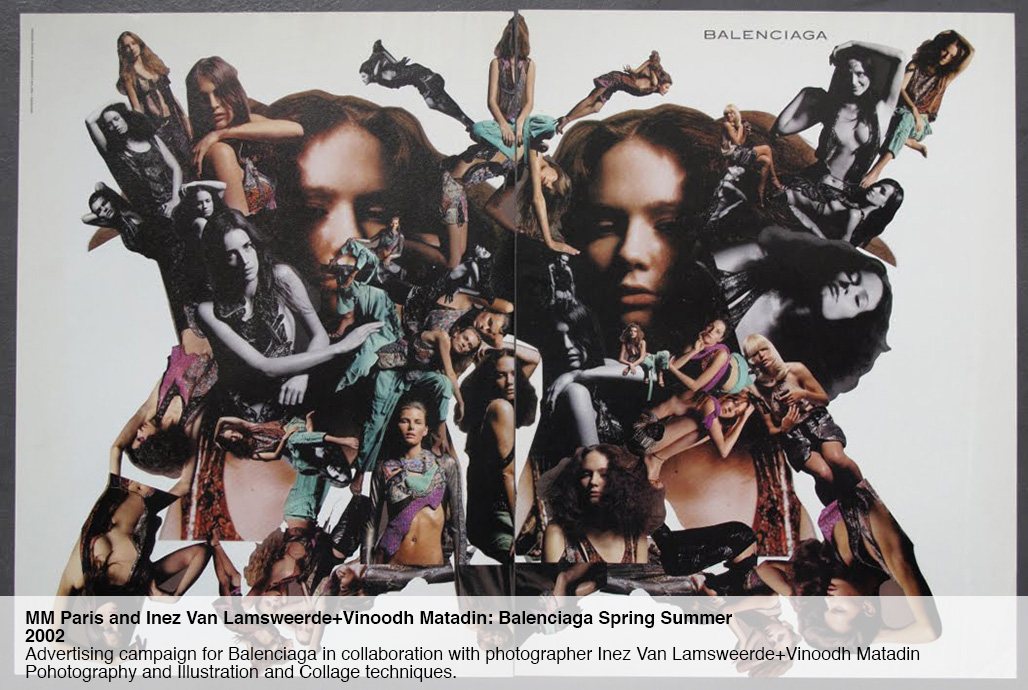 BALENCIAGA
MM Paris and Inez Van Lamsweerde+Vinoodh Matadin: Balenciaga Spring Summer
2002
Advertising campaign for Balenciaga in collaboration with photographer Inez Van Lamsweerde+Vinoodh Matadin
Pohotography and Illustration and Collage techniques.